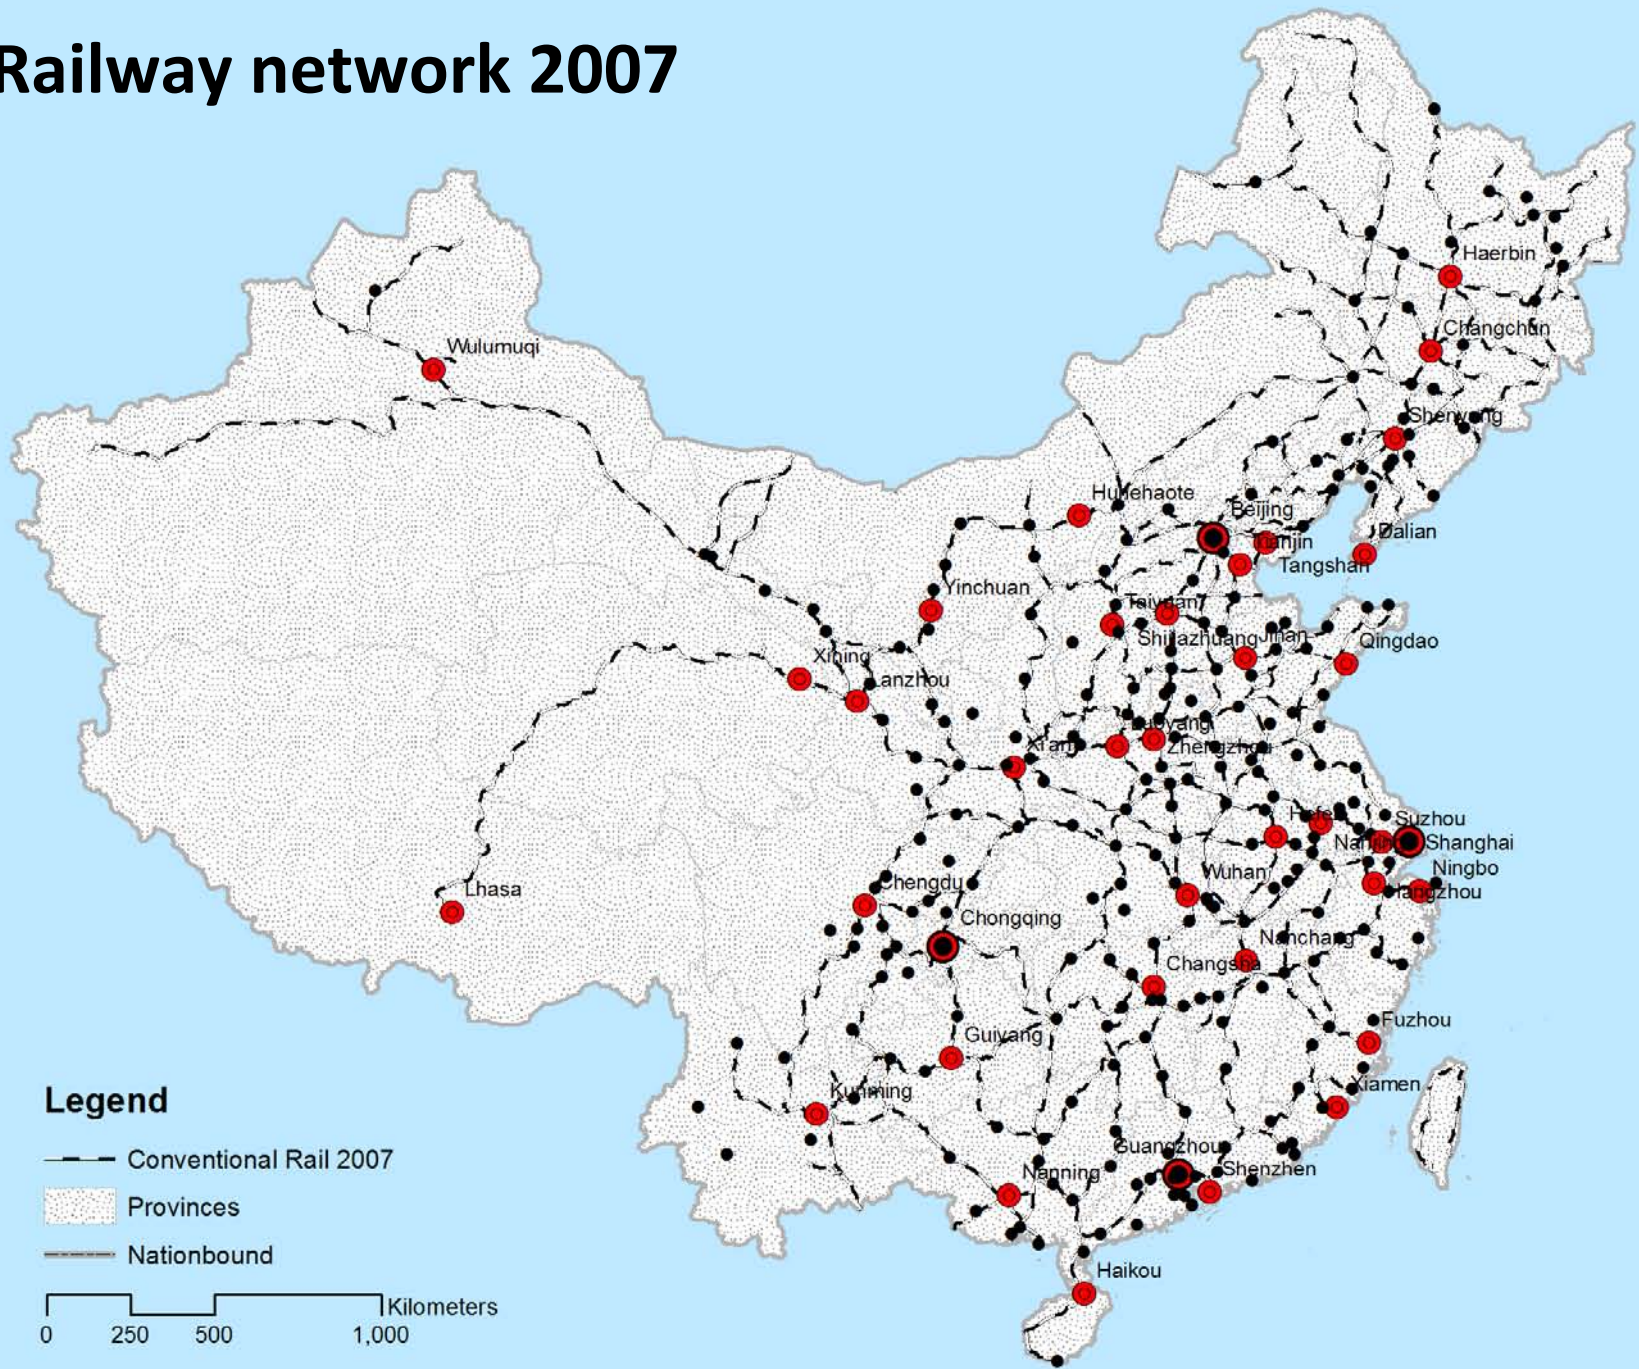 Railway network 2007
Haerbin
Changchun
Wulumuqi
Shenyang
Huhehaote
Beijing
Dalian
Tianjin
Tangshan
Yinchuan
Taiyuan
Shijiazhuang
Jinan
Qingdao
Xining
Lanzhou
Luoyang
Xi'an
Zhengzhou
Hefei
Suzhou
Nanjing
Shanghai
Wuhan
Ningbo
Hangzhou
Lhasa
Chengdu
Chongqing
Nanchang
Changsha
Fuzhou
Guiyang
Xiamen
Kunming
Guangzhou
Shenzhen
Nanning
Haikou
Legend
Conventional Rail 2007
Provinces
Nationbound
Kilometers
0 250 500 1,000